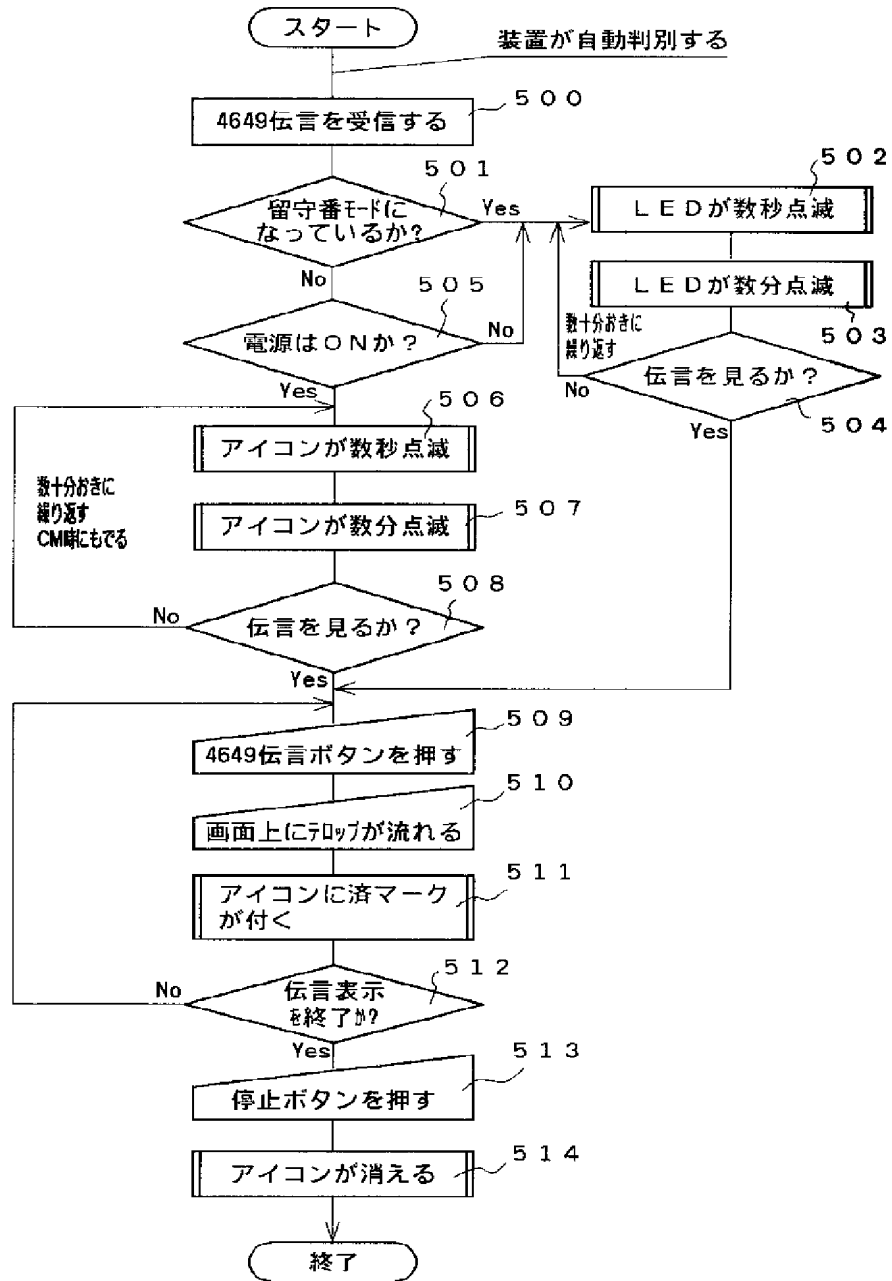 スタート
装置が自動判別する
500
4649伝言を受信する
501
留守番モードに
なっているか?
Yes
No
502
LEDが数秒点滅
LEDが数分点滅
503
数十分おきに
繰り返す
No
伝言を見るか?
504
Yes
505
電源はONか?
No
Yes
506
アイコンが数秒点滅
数十分おきに
繰り返す
CM時にもでる
アイコンが数分点滅
507
508
No
伝言を見るか?
Yes
509
4649伝言ボタンを押す
510
画面上にテロップが流れる
511
アイコンに済マーク
が付く
512
No
伝言表示
を終了か?
Yes
513
停止ボタンを押す
514
アイコンが消える
終了